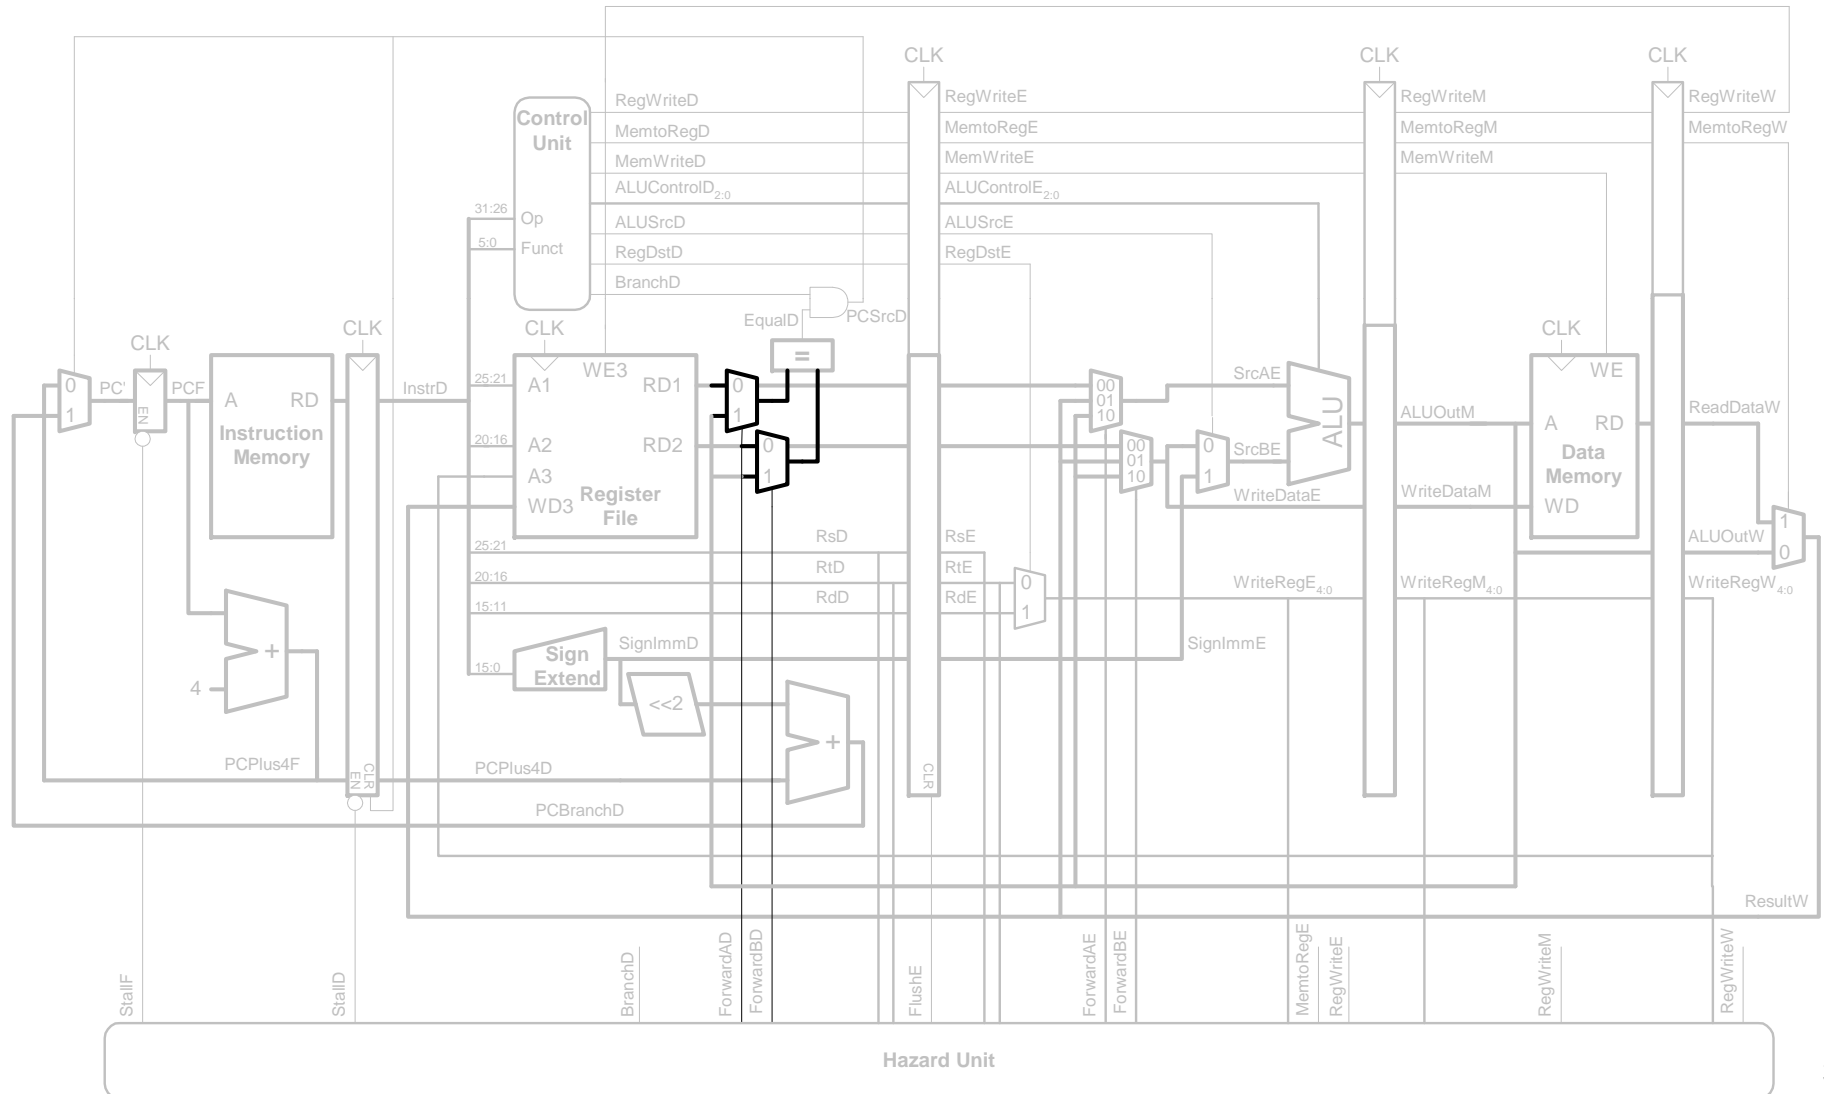 CLK
CLK
CLK
Control
Unit
RegWriteD
MemtoRegD
MemWriteD
ALUControlD2:0
ALUSrcD
RegDstD
BranchD
31:26
Op
5:0
Funct
RegWriteE
MemtoRegE
MemWriteE
ALUControlE2:0
ALUSrcE
RegDstE
RegWriteM
MemtoRegM
MemWriteM
RegWriteW
MemtoRegW
EqualD
PCSrcD
=
CLK
CLK
CLK
CLK
0
1
PC'
EN
PCF
A
RD
Instruction
Memory
InstrD
25:21
A1
WE3
RD1
20:16
A2
RD2
A3
WD3
Register
File
0
1
0
1
00
01
10
00
01
10
0
1
SrcAE
SrcBE
ALU
WriteDataE
ALUOutM
WriteDataM
A
RD
WE
Data
Memory
WD
ReadDataW
ALUOutW
1
0
25:21
RsD
RsE
20:16
RtD
RtE
15:11
RdD
RdE
0
1
WriteRegE4:0
WriteRegM4:0
WriteRegW4:0
15:0
Sign
Extend
SignImmD
SignImmE
<<2
+
4
+
PCPlus4F
EN
CLR
PCPlus4D
CLR
PCBranchD
ResultW
StallF
StallD
BranchD
ForwardAD
ForwardBD
FlushE
ForwardAE
ForwardBE
MemtoRegE
RegWriteE
RegWriteM
RegWriteW
Hazard Unit